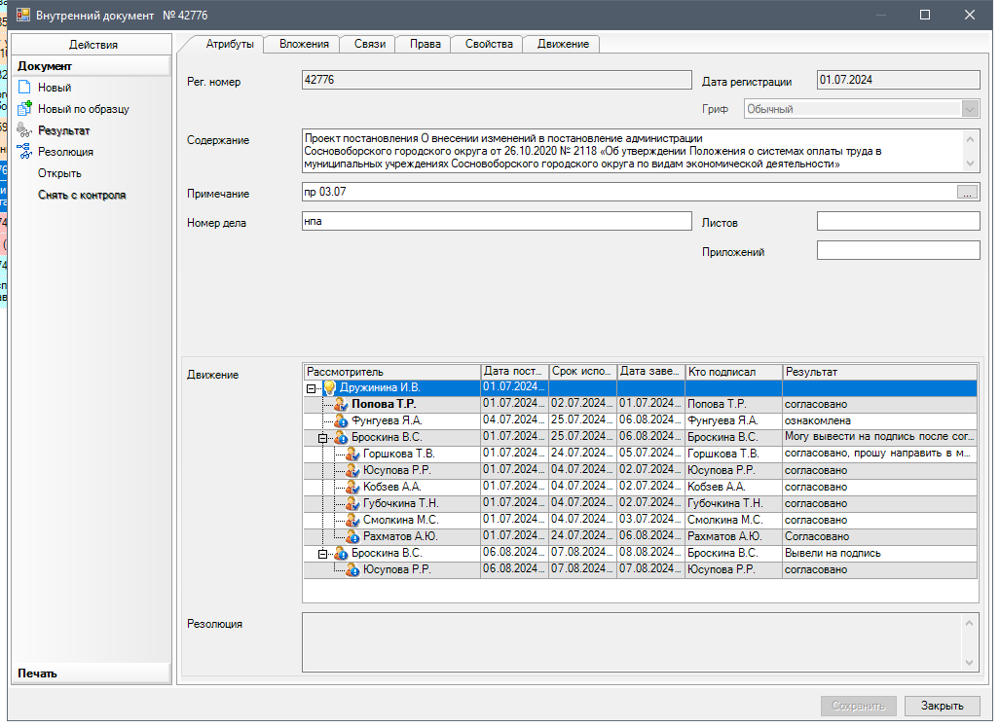 Внутренний документ № 42776
Действия
Документ
Новый
Новый по образцу
Результат
Резолюция
Открыть
Снять с контроля
Печать
Атрибуты Вложения Связи Права Свойства Движение
Рег. номер 42776 Дата регистрации 01.07.2024
Гриф Обычный
Содержание Проект постановления О внесении изменений в постановление администрации
Сосновоборского городского округа от 26.10.2020 № 2118 «Об утверждении Положения о системах оплаты труда в
муниципальных учреждениях Сосновоборского городского округа по видам экономической деятельности»
Примечание пр 03.07 ...
Номер дела нпа Листов
Приложений
Движение
Рассмотритель Дата пост... Срок испо... Дата заве... Кто подписал Результат
Дружинина И.В. 01.07.2024...
Попова Т.Р. 01.07.2024... 02.07.2024... 01.07.2024... Попова Т.Р. согласовано
Фунгуева Я.А. 04.07.2024... 25.07.2024... 06.08.2024... Фунгуева Я.А. ознакомлена
Броскина В.С. 01.07.2024... 25.07.2024... 06.08.2024... Броскина В.С. Могу вывести на подпись после сог...
Горшкова Т.В. 01.07.2024... 24.07.2024... 05.07.2024... Горшкова Т.В. согласовано, прошу направить в м...
Юсупова Р.Р. 01.07.2024... 04.07.2024... 02.07.2024... Юсупова Р.Р. согласовано
Кобзев А.А. 01.07.2024... 04.07.2024... 02.07.2024... Кобзев А.А. согласовано
Губочкина Т.Н. 01.07.2024... 04.07.2024... 02.07.2024... Губочкина Т.Н. согласовано
Смолкина М.С. 01.07.2024... 04.07.2024... 03.07.2024... Смолкина М.С. согласовано
Рахматов А.Ю. 01.07.2024... 24.07.2024... 06.08.2024... Рахматов А.Ю. Согласовано
Броскина В.С. 06.08.2024... 07.08.2024... 08.08.2024... Броскина В.С. Вывели на подпись
Юсупова Р.Р. 06.08.2024... 07.08.2024... 07.08.2024... Юсупова Р.Р. согласовано
Резолюция
Сохранить Закрыть